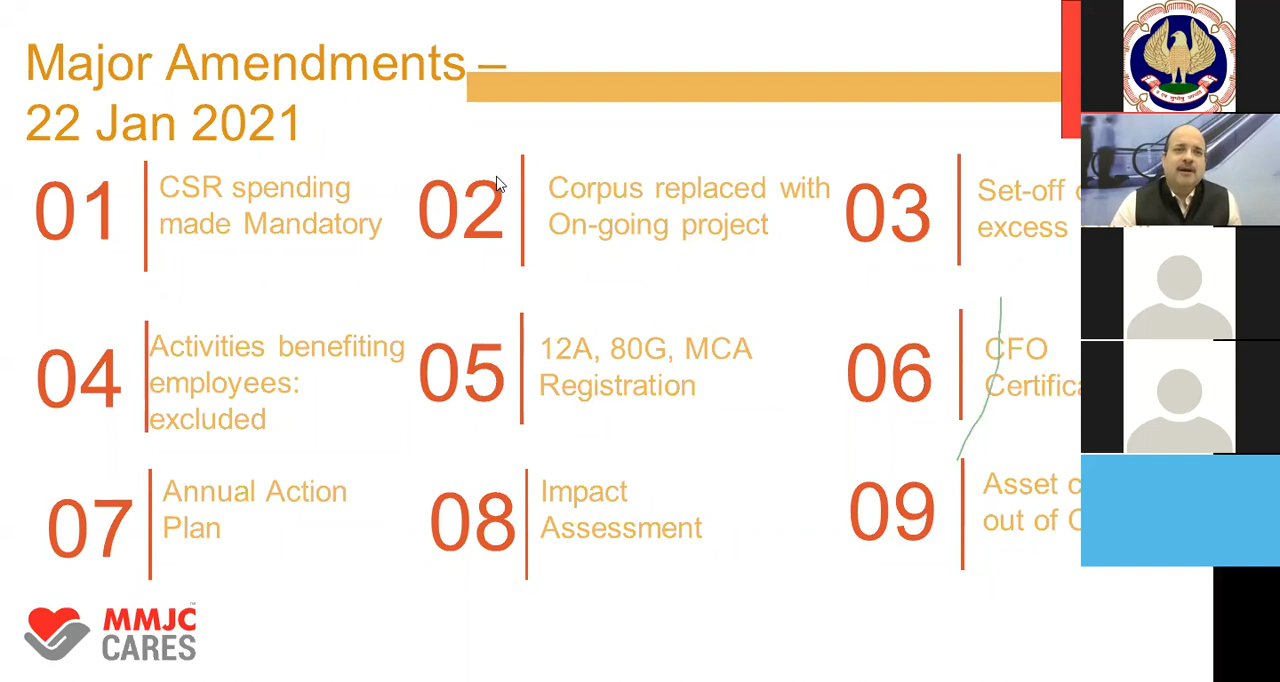 Major Amendments –
22 Jan 2021
01
CSR spending
made Mandatory
02
Corpus replaced with
On-going project
03
Set-off
excess
04
Activities benefiting
employees:
excluded
05
12A, 80G, MCA
Registration
06
CFO
07
Annual Action
Plan
08
Impact
Assessment
09
Asset
out of
MMJC
CARES